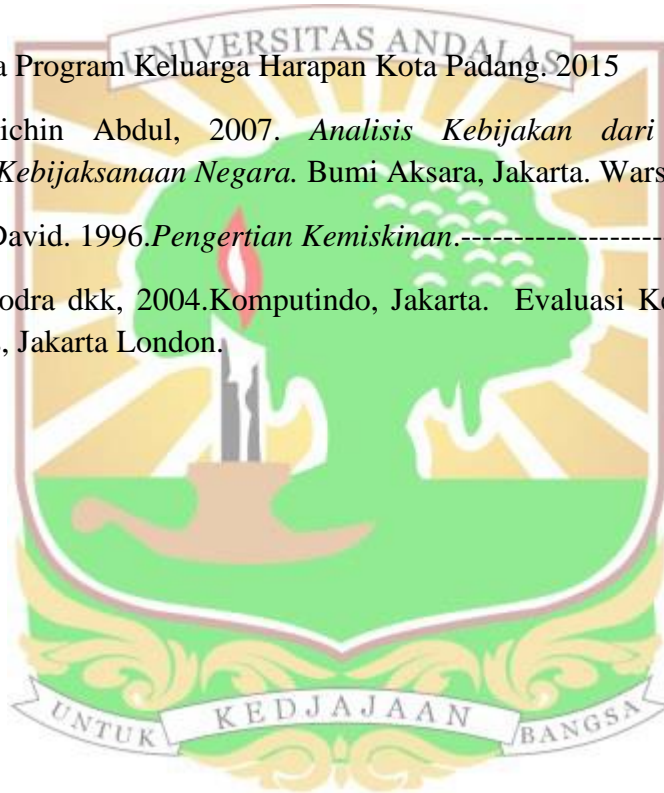 UNIVERSITAS ANDALAS
a Program Keluarga Harapan Kota Padang. 2015
ichin Abdul, 2007. Analisis Kebijakan dari
Kebijaksanaan Negara. Bumi Aksara, Jakarta. Wars
David. 1996.Pengertian Kemiskinan.--------------------
odra dkk, 2004.Komputindo, Jakarta. Evaluasi Ke
, Jakarta London.
UNTUK KEDJAJAAN BANGSA